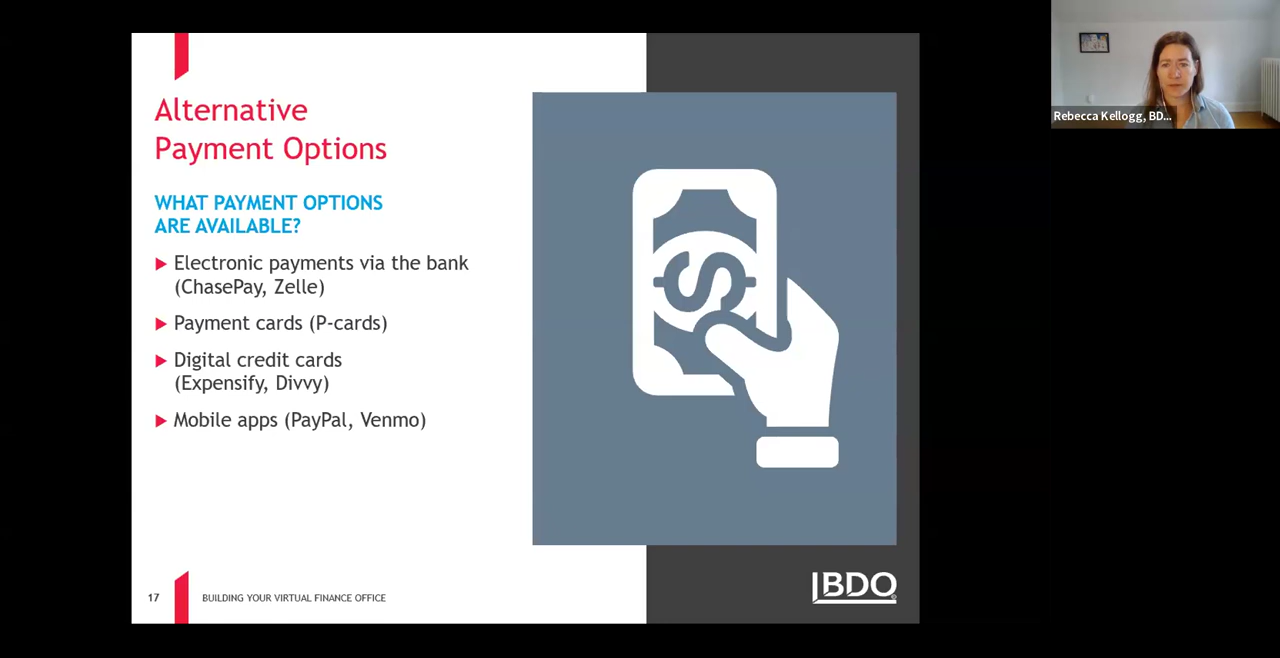 Alternative
Payment Options
WHAT PAYMENT OPTIONS
ARE AVAILABLE?
Electronic payments via the bank
(ChasePay, Zelle)
Payment cards (P-cards)
Digital credit cards
(Expensify, Divvy)
Mobile apps (PayPal, Venmo)
$
17
BUILDING YOUR VIRTUAL FINANCE OFFICE
BDO
Rebecca Kellogg, BD...